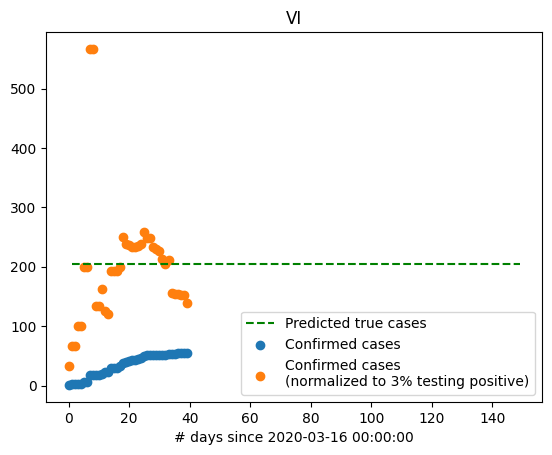 VI
500
400
300
200
100
0
Predicted true cases
Confirmed cases
Confirmed cases
(normalized to 3% testing positive)
0 20 40 60 80 100 120 140
# days since 2020-03-16 00:00:00